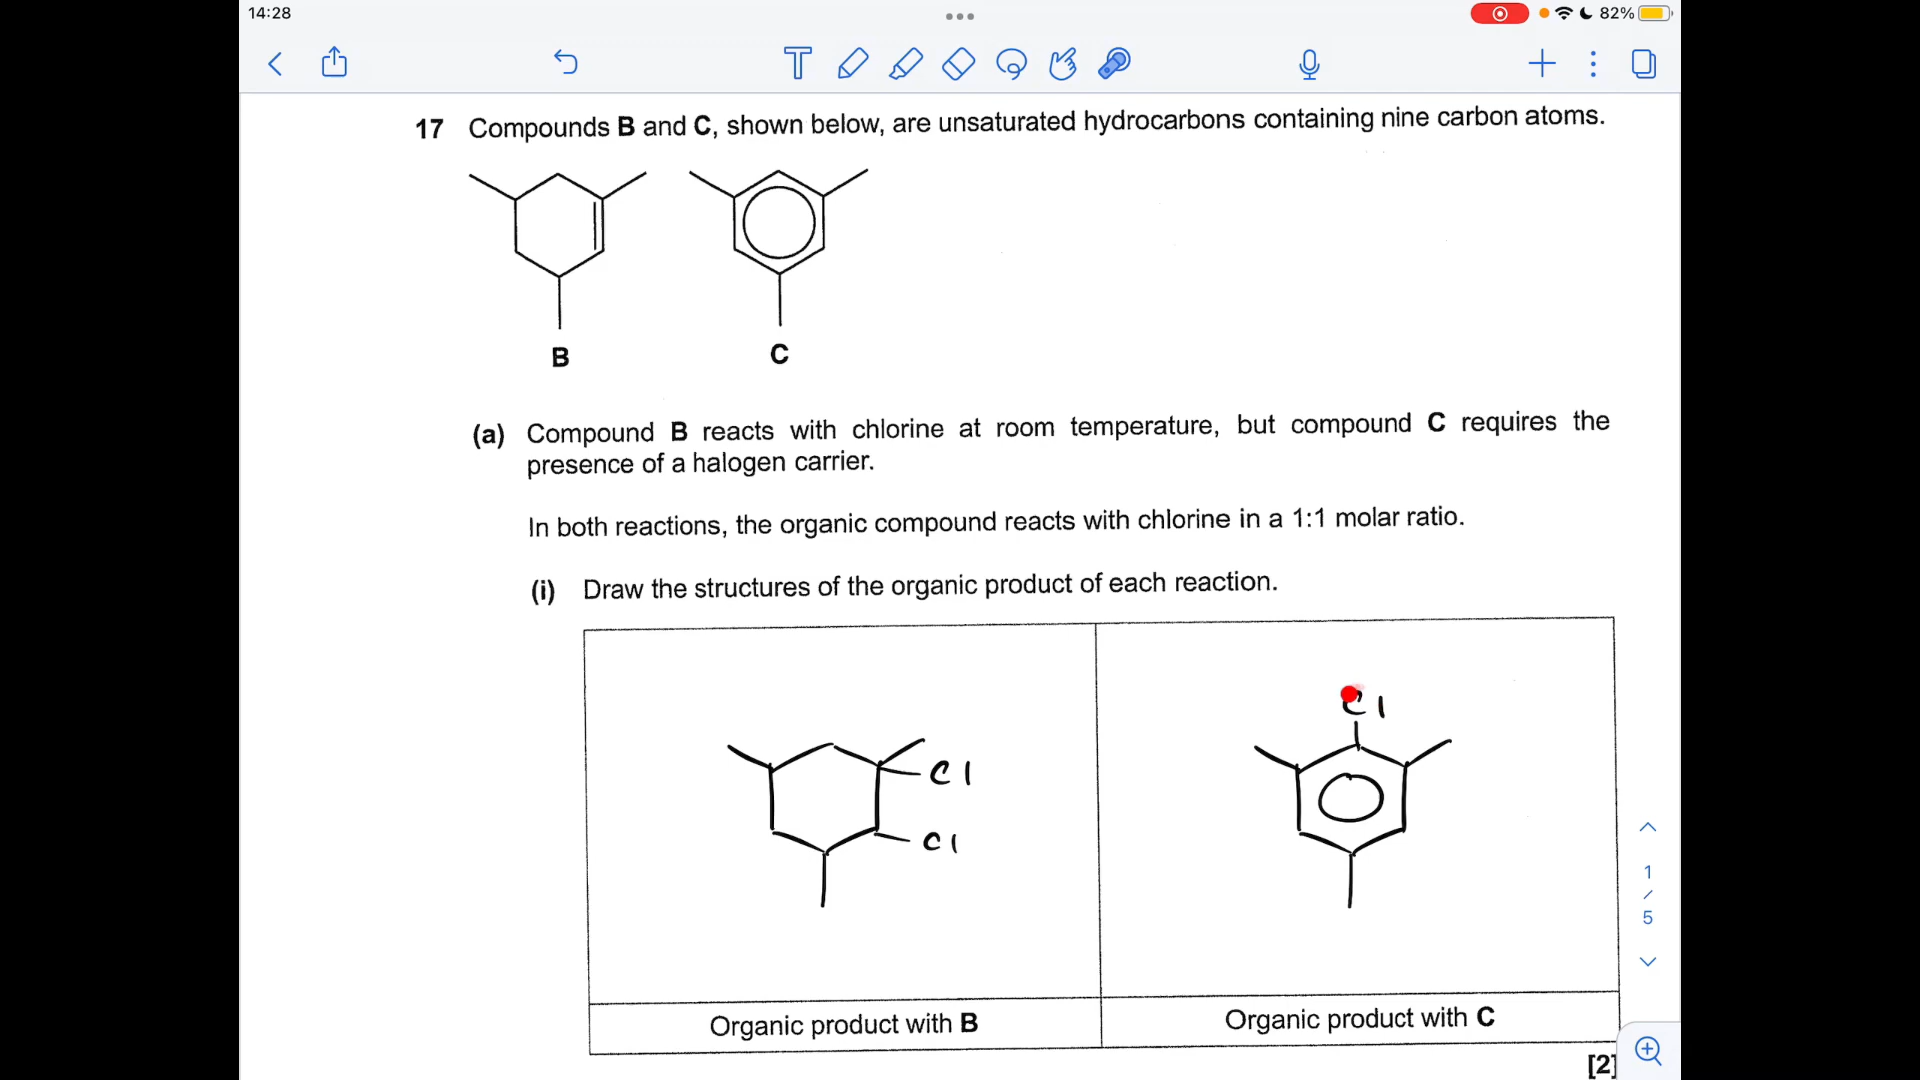 14:28
82%
17 Compounds B and C, shown below, are unsaturated hydrocarbons containing nine carbon atoms.
B
C
(a) Compound B reacts with chlorine at room temperature, but compound C requires the
presence of a halogen carrier.
In both reactions, the organic compound reacts with chlorine in a 1:1 molar ratio.
(i) Draw the structures of the organic product of each reaction.
Cl
Cl
Cl
1
/
5
Organic product with B
Organic product with C
[2]